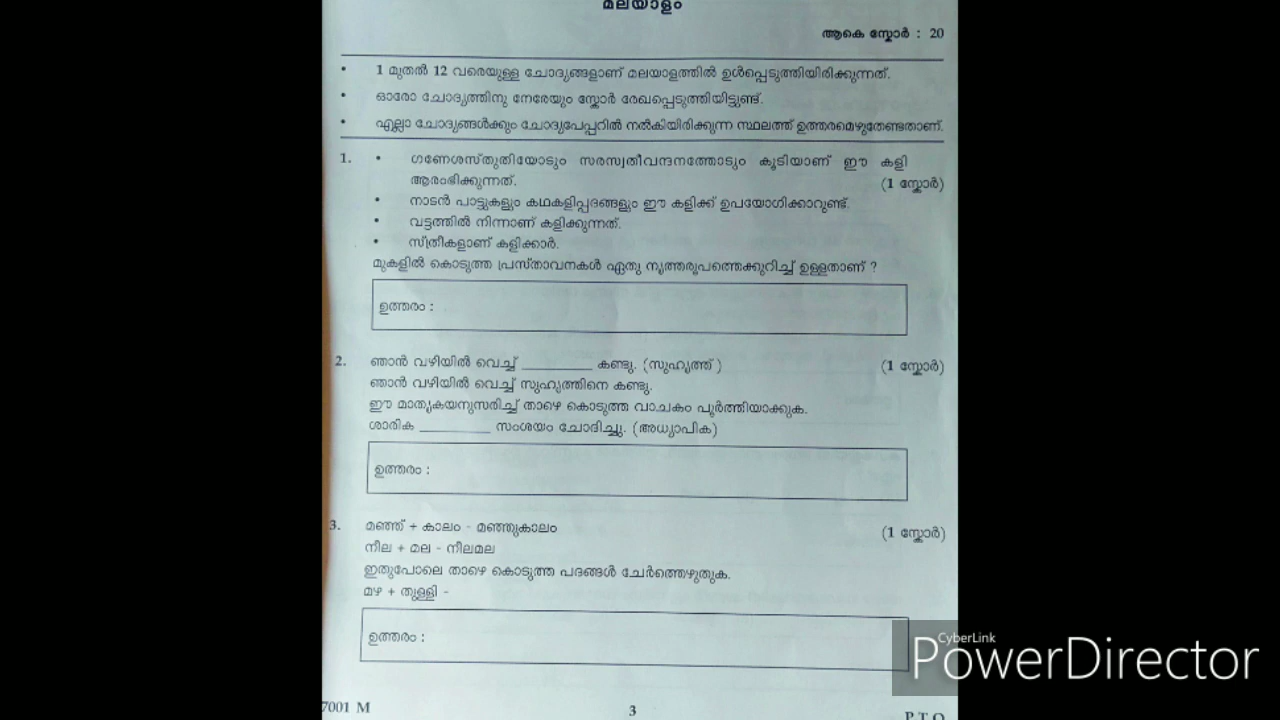 മലയാളം
ആകെ സ്കോർ : 20
• 1 മുതൽ 12 വരെയുള്ള ചോദ്യങ്ങളാണ് മലയാളത്തിൽ ഉൾപ്പെടുത്തിയിരിക്കുന്നത്.
• ഓരോ ചോദ്യത്തിനു നേരേയും സ്കോർ രേഖപ്പെടുത്തിയിട്ടുണ്ട്.
• എല്ലാ ചോദ്യങ്ങൾക്കും ചോദ്യപേപ്പറിൽ നൽകിയിരിക്കുന്ന സ്ഥലത്ത് ഉത്തരമെഴുതേണ്ടതാണ്.
1. • ഗണേശസ്തുതിയോടും സരസ്വതീവന്ദനത്തോടും കൂടിയാണ് ഈ കളി
ആരംഭിക്കുന്നത്. (1 സ്കോർ)
• നാടൻ പാട്ടുകളും കഥകളിപ്പദങ്ങളും ഈ കളിക്ക് ഉപയോഗിക്കാറുണ്ട്.
• വട്ടത്തിൽ നിന്നാണ് കളിക്കുന്നത്.
• സ്ത്രീകളാണ് കളിക്കാർ.
മുകളിൽ കൊടുത്ത പ്രസ്താവനകൾ ഏതു നൃത്തരൂപത്തെക്കുറിച്ച് ഉള്ളതാണ് ?
ഉത്തരം :
2. ഞാൻ വഴിയിൽ വെച്ച് ________ കണ്ടു. (സുഹൃത്ത്) (1 സ്കോർ)
ഞാൻ വഴിയിൽ വെച്ച് സുഹൃത്തിനെ കണ്ടു.
ഈ മാതൃകയനുസരിച്ച് താഴെ കൊടുത്ത വാചകം പൂർത്തിയാക്കുക.
ശാരിക ________ സംശയം ചോദിച്ചു. (അധ്യാപിക)
ഉത്തരം :
3. മഞ്ഞ് + കാലം - മഞ്ഞുകാലം (1 സ്കോർ)
നീല + മല - നീലമല
ഇതുപോലെ താഴെ കൊടുത്ത പദങ്ങൾ ചേർത്തെഴുതുക.
മഴ + തുള്ളി -
ഉത്തരം :
CyberLink
PowerDirector
7001 M 3 P.T.O